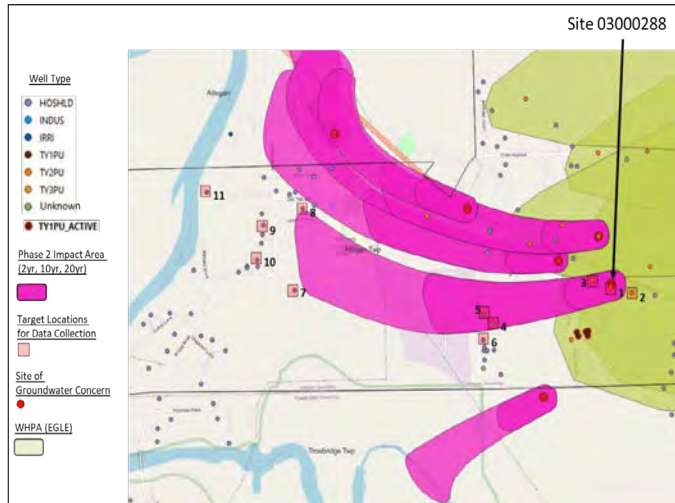 Site 03000288
Well Type
HOSHLD
INDUS
IRRI
TY1PU
TY2PU
TY3PU
Unknown
TY1PU_ACTIVE
Phase 2 Impact Area
(2yr, 10yr, 20yr)
Target Locations
for Data Collection
Site of
Groundwater Concern
WHPA (EGLE)
Allegan
11
8
9
10
Allegan Twp
7
3
1
2
5
4
6
Trowbridge Twp